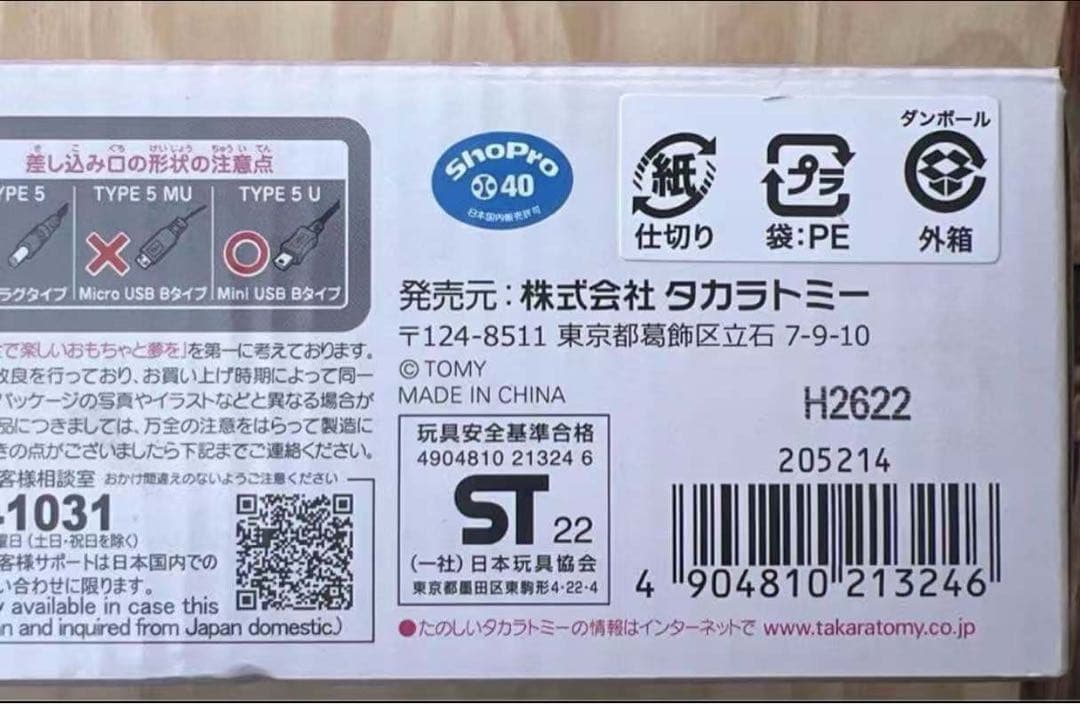 差し込み口の形状の注意点
TYPE 5
TYPE 5 MU
TYPE 5 U
ラグタイプ
Micro USB Bタイプ
Mini USB Bタイプ
で楽しいおもちゃと夢を」を第一に考えております。
改良を行っており、お買い上げ時期によって同一
パッケージの写真やイラストなどと異なる場合が
品につきましては、万全の注意をはらって製造に
きの点がございましたら下記までご連絡ください。
客様相談室 おかけ間違えのないようご注意ください
-1031
曜日(土日・祝日を除く)
客様サポートは日本国内での
い合わせに限ります。
y available in case this
an and inquired from Japan domestic.)
ShoPro
40
日本国内販売許可
紙
仕切り
プラ
袋:PE
ダンボール
外箱
発売元:株式会社 タカラトミー
〒124-8511 東京都葛飾区立石 7-9-10
© TOMY
MADE IN CHINA
玩具安全基準合格
4904810 21324 6
ST 22
(一社)日本玩具協会
東京都墨田区東駒形4-22-4
H2622
205214
4 904810 213246
●たのしいタカラトミーの情報はインターネットで www.takaratomy.co.jp